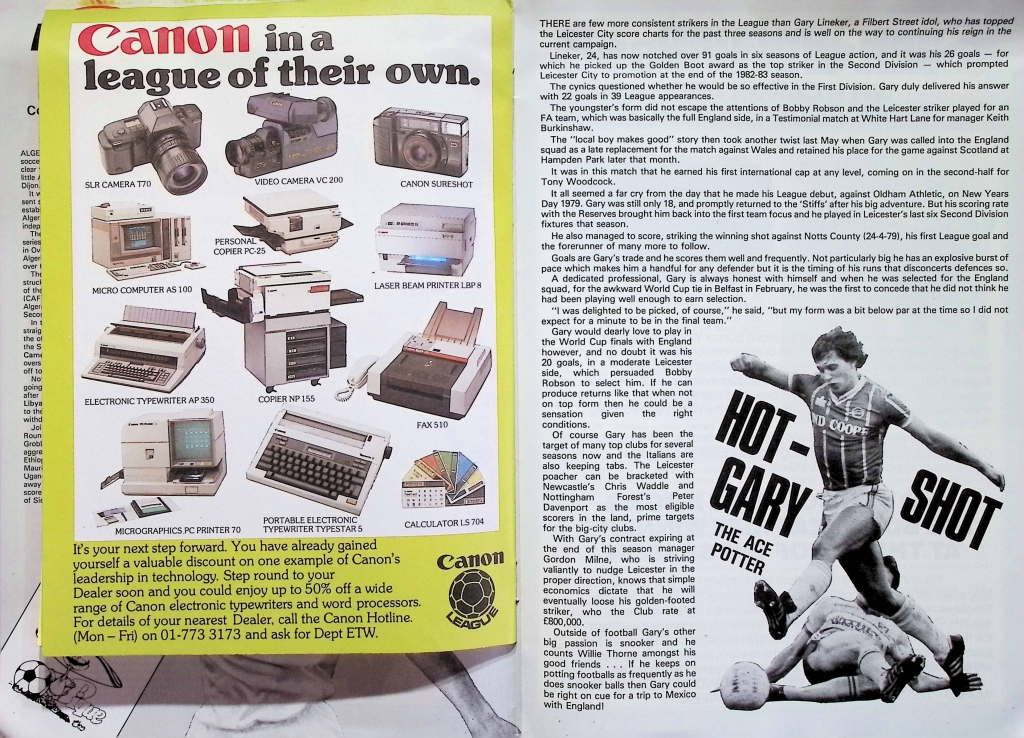 Canon in a
league of their own.
SLR CAMERA T70
VIDEO CAMERA VC 200
CANON SURESHOT
MICRO COMPUTER AS 100
PERSONAL
COPIER PC-25
LASER BEAM PRINTER LBP 8
ELECTRONIC TYPEWRITER AP 350
COPIER NP 155
FAX 510
MICROGRAPHICS PC PRINTER 70
PORTABLE ELECTRONIC
TYPEWRITER TYPESTAR 5
CALCULATOR LS 704
It's your next step forward. You have already gained
yourself a valuable discount on one example of Canon's
leadership in technology. Step round to your
Dealer soon and you could enjoy up to 50% off a wide
range of Canon electronic typewriters and word processors.
For details of your nearest Dealer, call the Canon Hotline.
(Mon – Fri) on 01-773 3173 and ask for Dept ETW.
Canon
LEAGUE
THERE are few more consistent strikers in the League than Gary Lineker, a Filbert Street idol, who has topped
the Leicester City score charts for the past three seasons and is well on the way to continuing his reign in the
current campaign.
Lineker, 24, has now notched over 91 goals in six seasons of League action, and it was his 26 goals — for
which he picked up the Golden Boot award as the top striker in the Second Division — which prompted
Leicester City to promotion at the end of the 1982-83 season.
The cynics questioned whether he would be so effective in the First Division. Gary duly delivered his answer
with 22 goals in 39 League appearances.
The youngster's form did not escape the attentions of Bobby Robson and the Leicester striker played for an
FA team, which was basically the full England side, in a Testimonial match at White Hart Lane for manager Keith
Burkinshaw.
The "local boy makes good" story then took another twist last May when Gary was called into the England
squad as a late replacement for the match against Wales and retained his place for the game against Scotland at
Hampden Park later that month.
It was in this match that he earned his first international cap at any level, coming on in the second-half for
Tony Woodcock.
It all seemed a far cry from the day that he made his League debut, against Oldham Athletic, on New Years
Day 1979. Gary was still only 18, and promptly returned to the 'Stiffs' after his big adventure. But his scoring rate
with the Reserves brought him back into the first team focus and he played in Leicester's last six Second Division
fixtures that season.
He also managed to score, striking the winning shot against Notts County (24-4-79), his first League goal and
the forerunner of many more to follow.
Goals are Gary's trade and he scores them well and frequently. Not particularly big he has an explosive burst of
pace which makes him a handful for any defender but it is the timing of his runs that disconcerts defences so.
A dedicated professional, Gary is always honest with himself and when he was selected for the England
squad, for the awkward World Cup tie in Belfast in February, he was the first to concede that he did not think he
had been playing well enough to earn selection.
"I was delighted to be picked, of course," he said, "but my form was a bit below par at the time so I did not
expect for a minute to be in the final team."
Gary would dearly love to play in
the World Cup finals with England
however, and no doubt it was his
20 goals, in a moderate Leicester
side, which persuaded Bobby
Robson to select him. If he can
produce returns like that when not
on top form then he could be a
sensation given the right
conditions.
Of course Gary has been the
target of many top clubs for several
seasons now and the Italians are
also keeping tabs. The Leicester
poacher can be bracketed with
Newcastle's Chris Waddle and
Nottingham Forest's Peter
Davenport as the most eligible
scorers in the land, prime targets
for the big-city clubs.
With Gary's contract expiring at
the end of this season manager
Gordon Milne, who is striving
valiantly to nudge Leicester in the
proper direction, knows that simple
economics dictate that he will
eventually loose his golden-footed
striker, who the Club rate at
£800,000.
Outside of football Gary's other
big passion is snooker and he
counts Willie Thorne amongst his
good friends . . . If he keeps on
potting footballs as frequently as he
does snooker balls then Gary could
be right on cue for a trip to Mexico
with England!
HOT-
GARY
SHOT
THE ACE
POTTER
IND COOPE